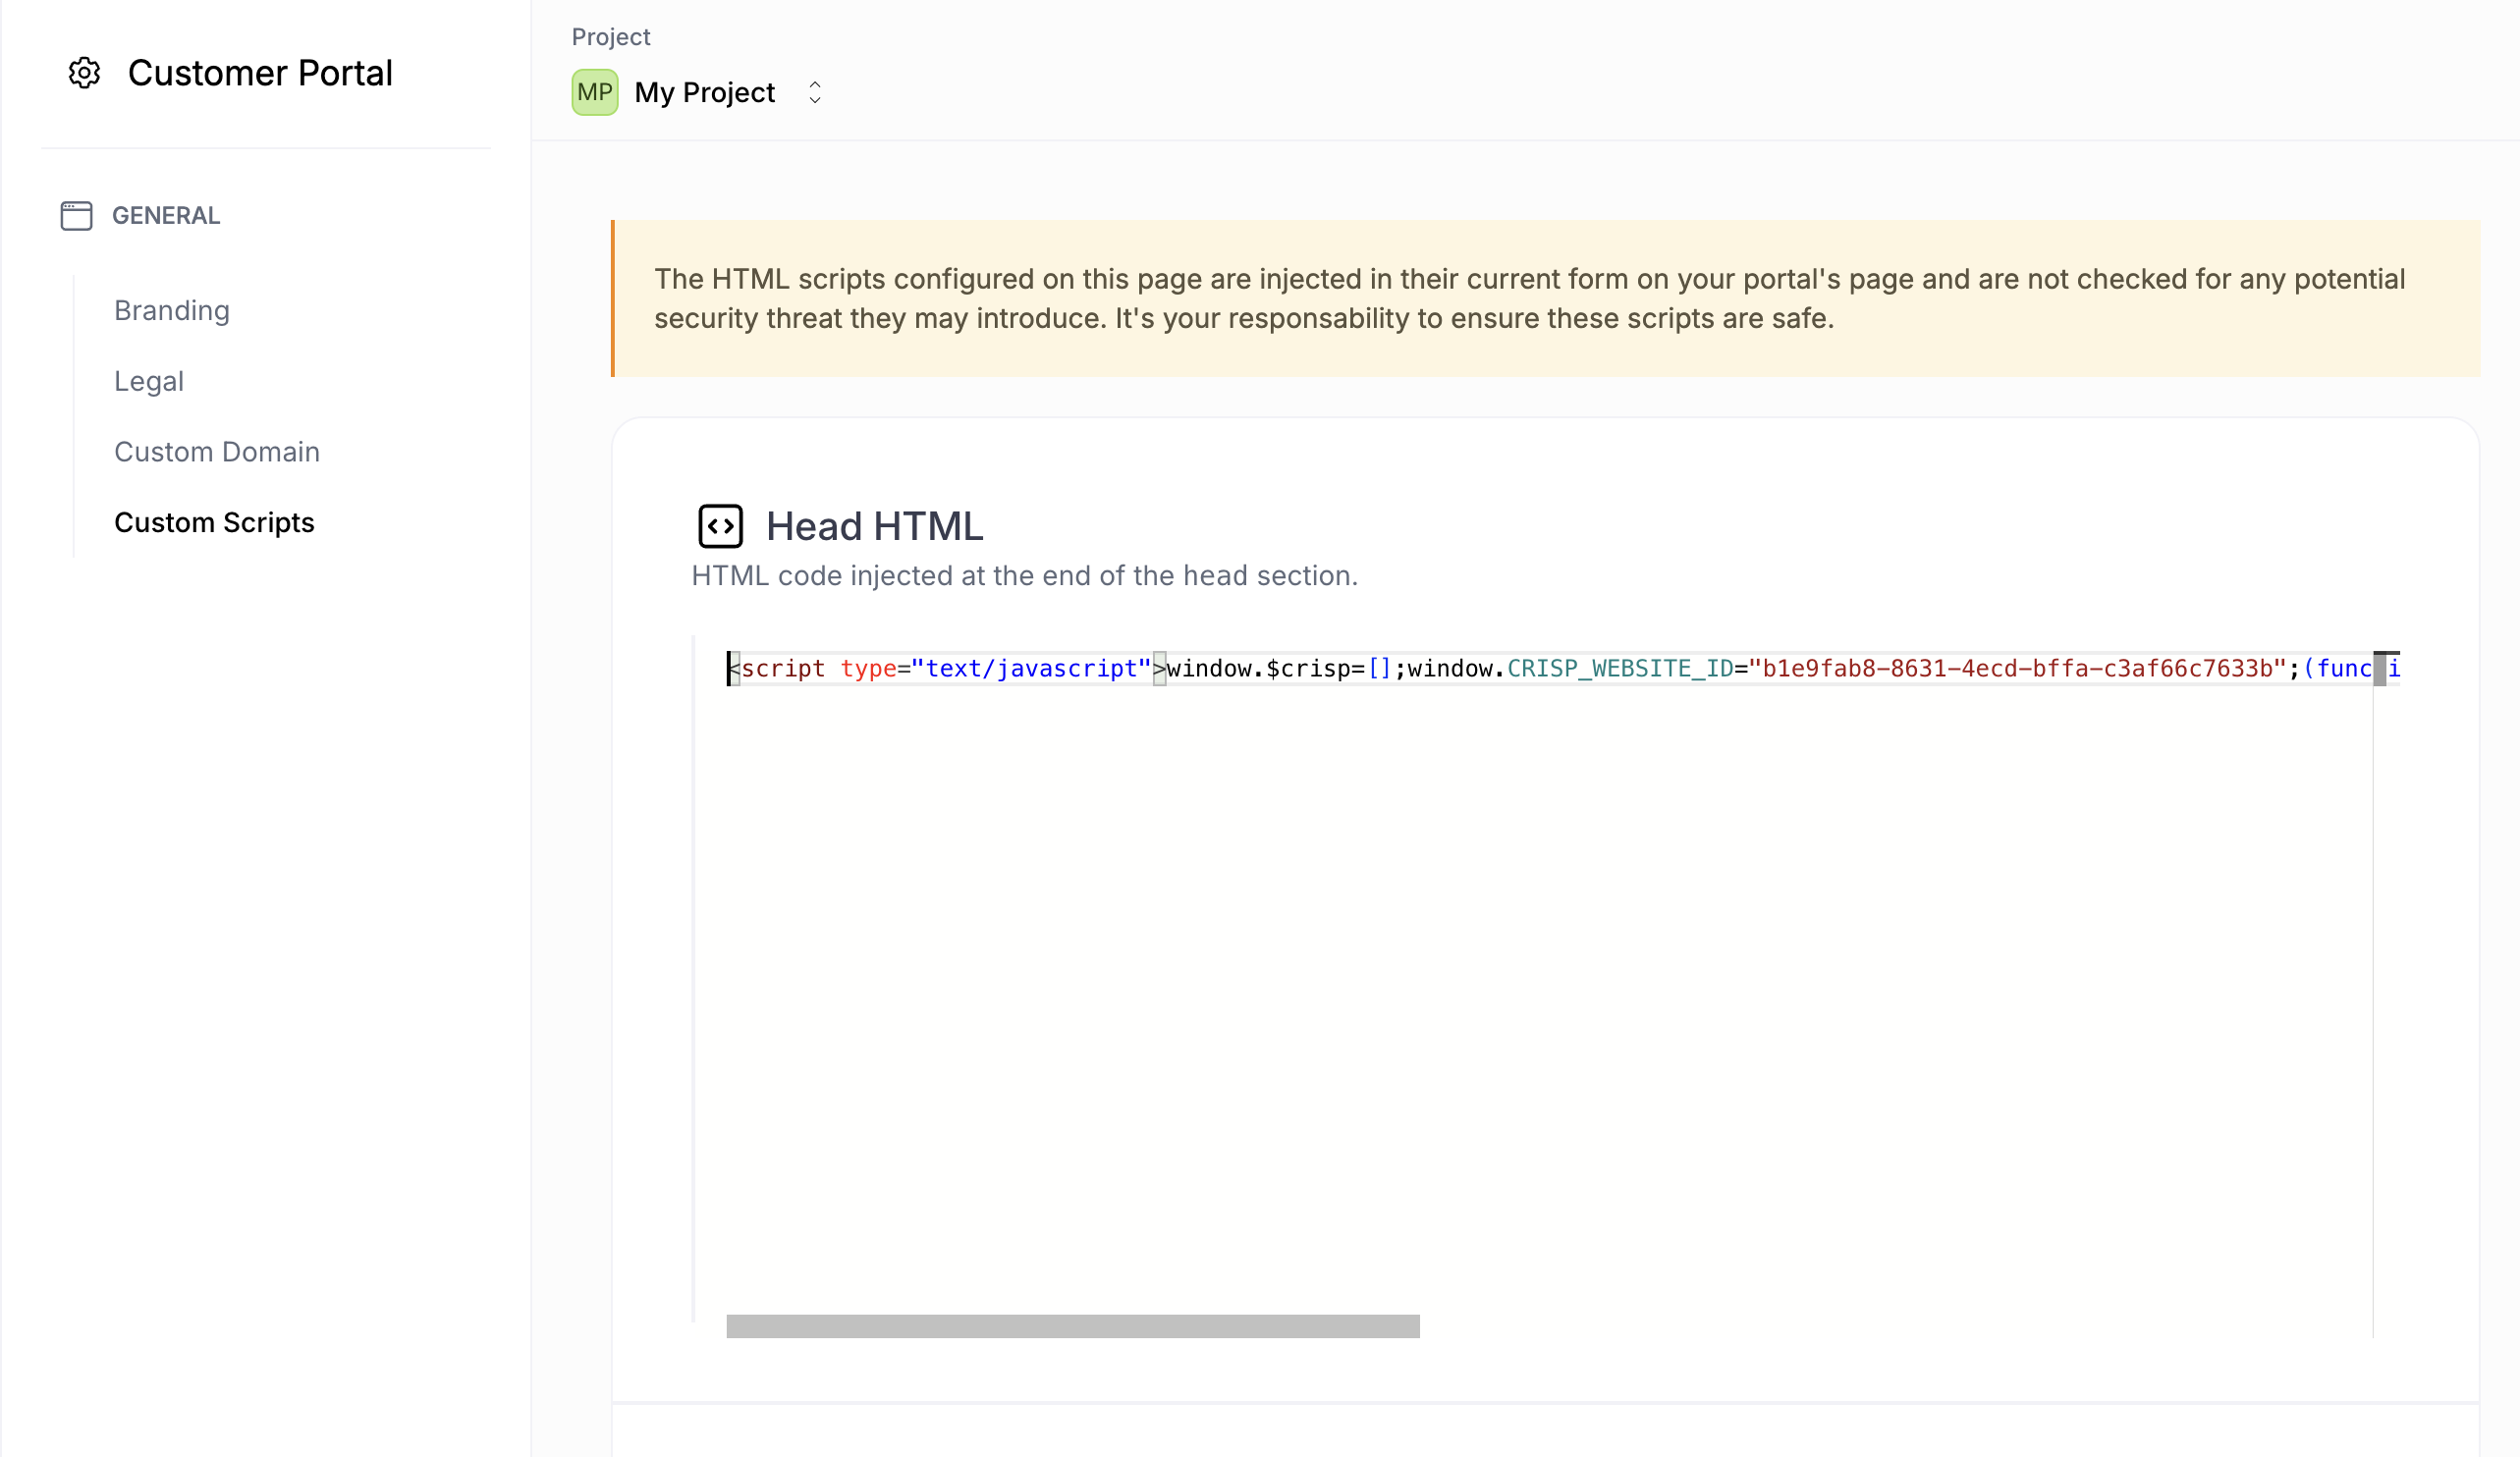 Customer Portal
GENERAL
Branding
Legal
Custom Domain
Custom Scripts
Project
MP My Project
The HTML scripts configured on this page are injected in their current form on your portal's page and are not checked for any potential
security threat they may introduce. It's your responsability to ensure these scripts are safe.
Head HTML
HTML code injected at the end of the head section.
<script type="text/javascript">window.$crisp=[];window.CRISP_WEBSITE_ID="b1e9fab8-8631-4ecd-bffa-c3af66c7633b";(functi